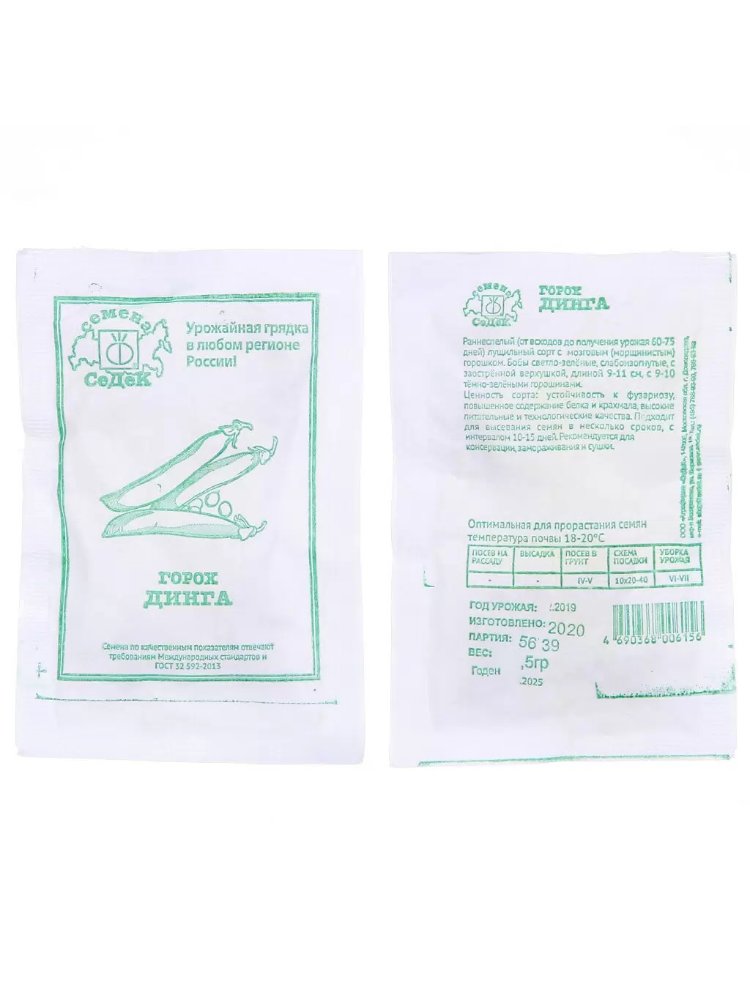 семена
СеДеК
Урожайная грядка
в любом регионе
России!
ГОРОХ
ДИНГА
Семена по качественным показателям отвечают
требованиям Международных стандартов и
ГОСТ 32 592-2013
семена
СеДеК
ГОРОХ
ДИНГА
Раннеспелый (от всходов до получения урожая 60-75
дней) лущильный сорт с мозговым (морщинистым)
горошком. Бобы светло-зелёные, слабоизогнутые, с
заострённой верхушкой, длиной 9-11 см, с 9-10
тёмно-зелёными горошинами.
Ценность сорта: устойчивость к фузариозу,
повышенное содержание белка и крахмала, высокие
питательные и технологические качества. Подходит
для высевания семян в несколько сроков, с
интервалом 10-15 дней. Рекомендуется для
консервации, замораживания и сушки.
Оптимальная для прорастания семян
температура почвы 18-20°С
ПОСЕВ НА РАССАДУ
ВЫСАДКА
ПОСЕВ В ГРУНТ
СХЕМА ПОСАДКИ
УБОРКА УРОЖАЯ
-
-
IV-V
10х20-40
VI-VII
ГОД УРОЖАЯ: .2019
ИЗГОТОВЛЕНО: 2020
ПАРТИЯ: 56 39
ВЕС: ,5гр
Годен .2025
4 690368 006156